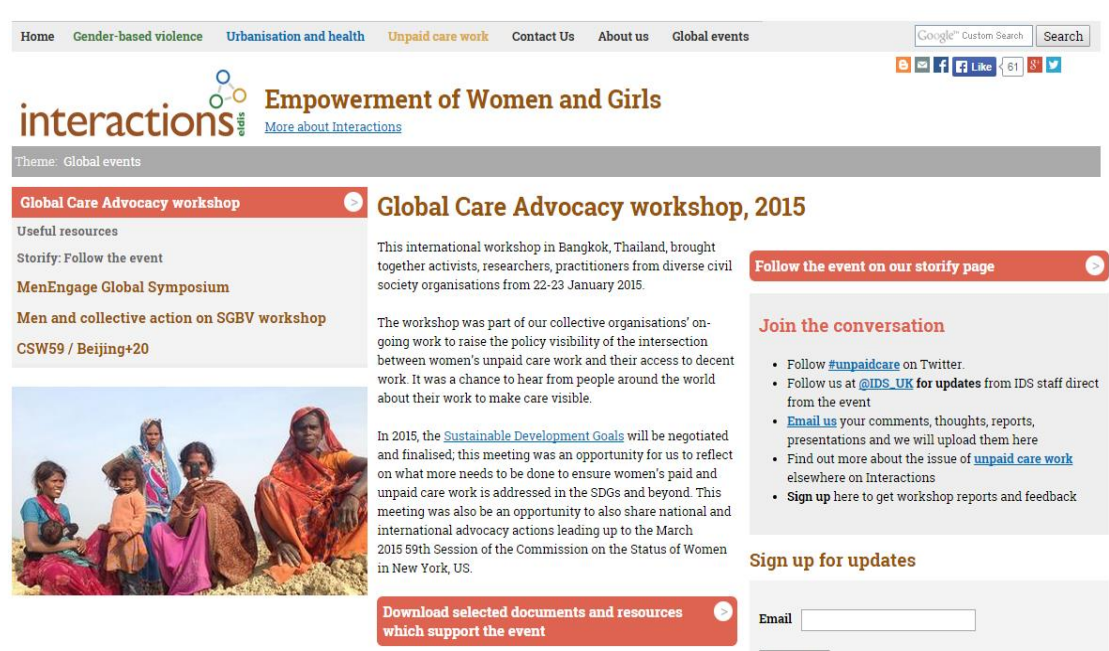 Home Gender-based violence Urbanisation and health Unpaid care work Contact Us About us Global events
Google™ Custom Search Search
Like 61
interactions eldis
Empowerment of Women and Girls
More about Interactions
Theme: Global events
Global Care Advocacy workshop
Useful resources
Storify: Follow the event
MenEngage Global Symposium
Men and collective action on SGBV workshop
CSW59 / Beijing+20
Global Care Advocacy workshop, 2015
This international workshop in Bangkok, Thailand, brought
together activists, researchers, practitioners from diverse civil
society organisations from 22-23 January 2015.
The workshop was part of our collective organisations' on-
going work to raise the policy visibility of the intersection
between women's unpaid care work and their access to decent
work. It was a chance to hear from people around the world
about their work to make care visible.
In 2015, the Sustainable Development Goals will be negotiated
and finalised; this meeting was an opportunity for us to reflect
on what more needs to be done to ensure women's paid and
unpaid care work is addressed in the SDGs and beyond. This
meeting was also be an opportunity to also share national and
international advocacy actions leading up to the March
2015 59th Session of the Commission on the Status of Women
in New York, US.
Download selected documents and resources
which support the event
Follow the event on our storify page
Join the conversation
• Follow #unpaidcare on Twitter.
• Follow us at @IDS_UK for updates from IDS staff direct
from the event
• Email us your comments, thoughts, reports,
presentations and we will upload them here
• Find out more about the issue of unpaid care work
elsewhere on Interactions
• Sign up here to get workshop reports and feedback
Sign up for updates
Email